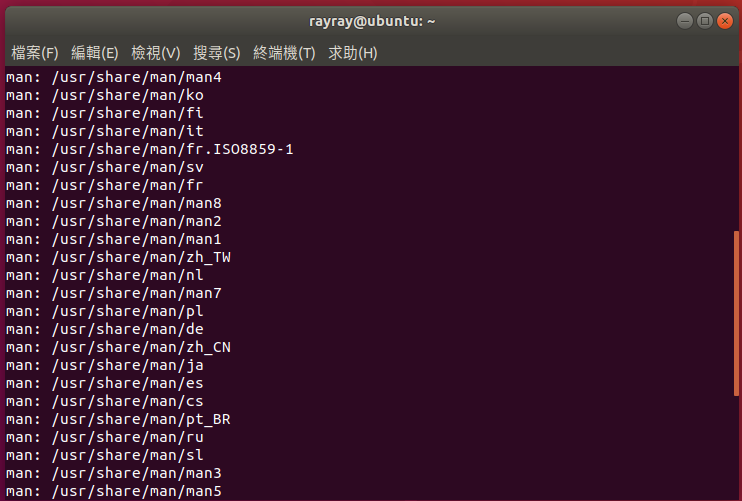 rayray@ubuntu: ~
檔案(F) 編輯(E) 檢視(V) 搜尋(S) 終端機(T) 求助(H)
man: /usr/share/man/man4
man: /usr/share/man/ko
man: /usr/share/man/fi
man: /usr/share/man/it
man: /usr/share/man/fr.ISO8859-1
man: /usr/share/man/sv
man: /usr/share/man/fr
man: /usr/share/man/man8
man: /usr/share/man/man2
man: /usr/share/man/man1
man: /usr/share/man/zh_TW
man: /usr/share/man/nl
man: /usr/share/man/man7
man: /usr/share/man/pl
man: /usr/share/man/de
man: /usr/share/man/zh_CN
man: /usr/share/man/ja
man: /usr/share/man/es
man: /usr/share/man/cs
man: /usr/share/man/pt_BR
man: /usr/share/man/ru
man: /usr/share/man/sl
man: /usr/share/man/man3
man: /usr/share/man/man5